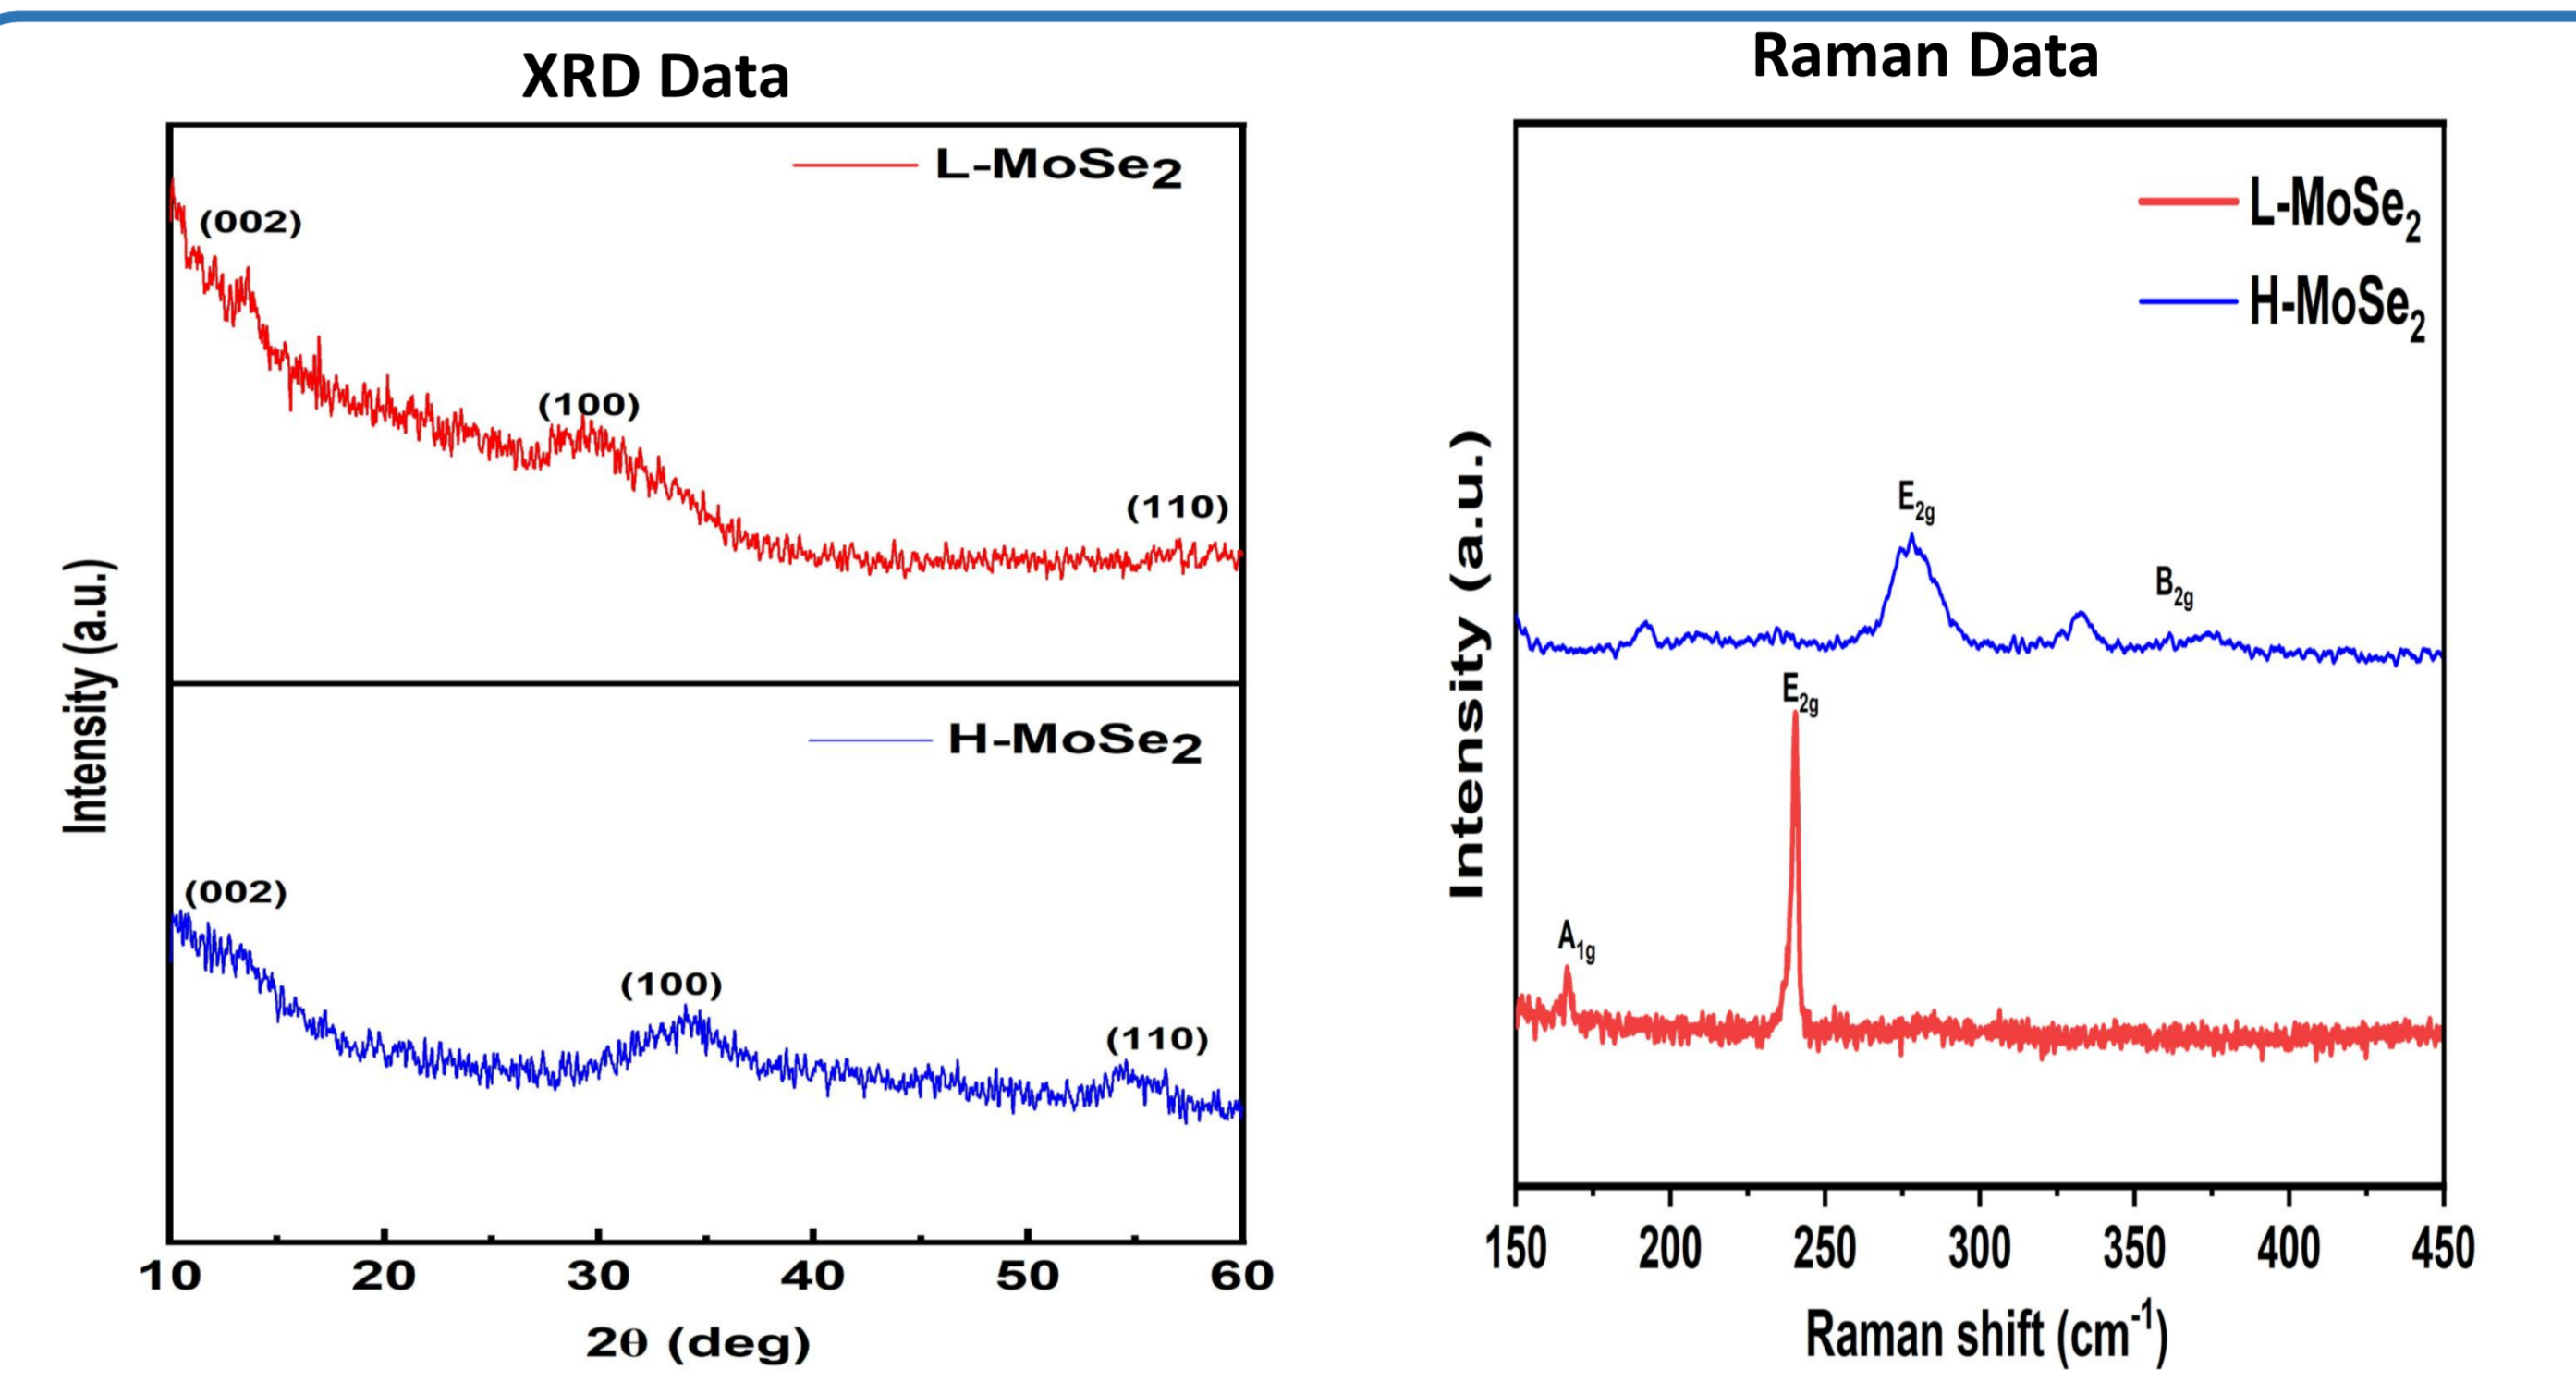 XRD Data
Intensity (a.u.)
L-MoSe2
(002)
(100)
(110)
H-MoSe2
(002)
(100)
(110)
10 20 30 40 50 60
2θ (deg)
Raman Data
Intensity (a.u.)
L-MoSe₂
H-MoSe₂
E₂g
B₂g
E₂g
A₁g
150 200 250 300 350 400 450
Raman shift (cm⁻¹)